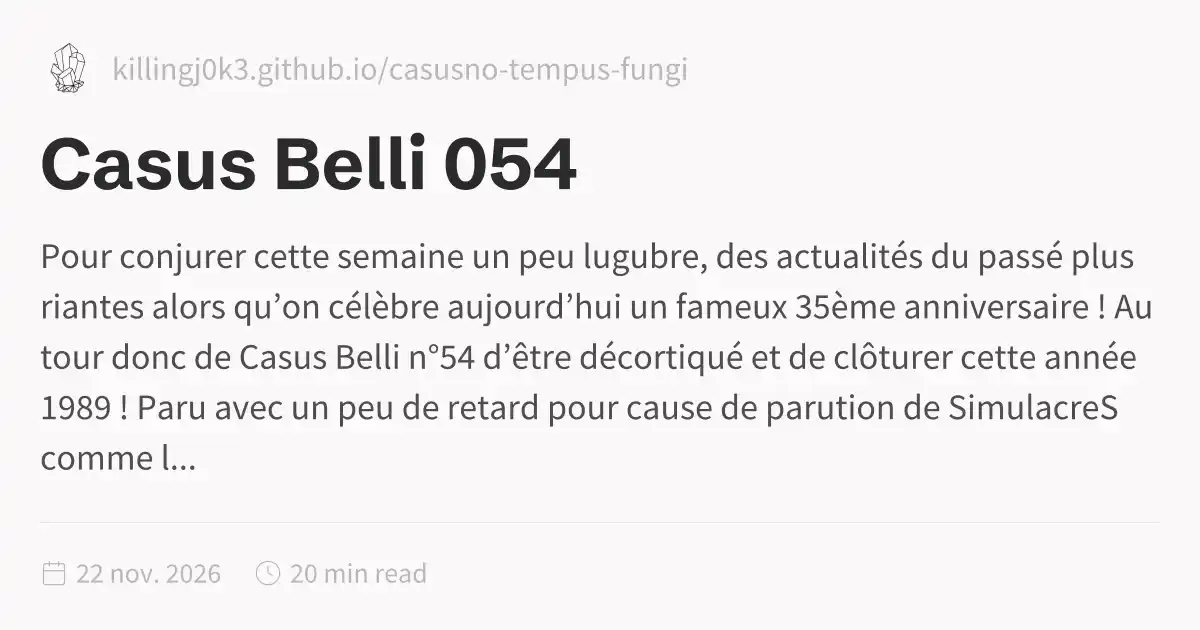 killingj0k3.github.io/casusno-tempus-fungi
Casus Belli 054
Pour conjurer cette semaine un peu lugubre, des actualités du passé plus
riantes alors qu’on célèbre aujourd’hui un fameux 35ème anniversaire ! Au
tour donc de Casus Belli n°54 d’être décortiqué et de clôturer cette année
1989 ! Paru avec un peu de retard pour cause de parution de SimulacreS
comme l...
22 nov. 2026 20 min read